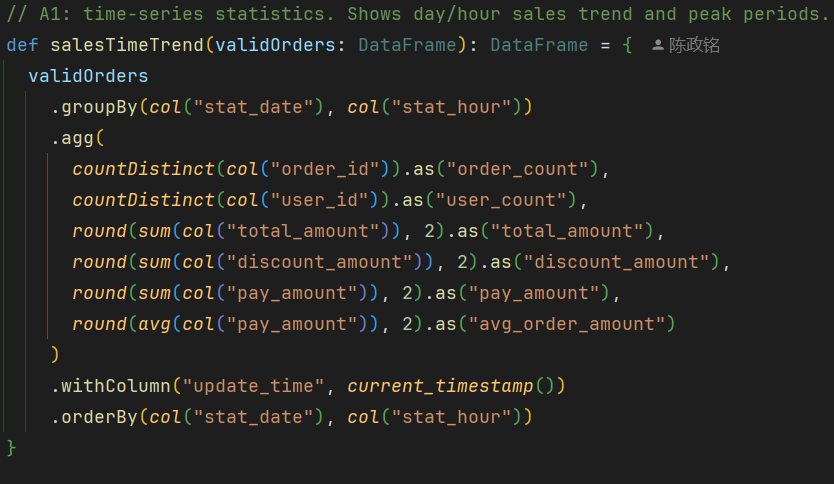 // A1: time-series statistics. Shows day/hour sales trend and peak periods.
def salesTimeTrend(validOrders: DataFrame): DataFrame = { 陈政铭
  validOrders
    .groupBy(col("stat_date"), col("stat_hour"))
    .agg(
      countDistinct(col("order_id")).as("order_count"),
      countDistinct(col("user_id")).as("user_count"),
      round(sum(col("total_amount")), 2).as("total_amount"),
      round(sum(col("discount_amount")), 2).as("discount_amount"),
      round(sum(col("pay_amount")), 2).as("pay_amount"),
      round(avg(col("pay_amount")), 2).as("avg_order_amount")
    )
    .withColumn("update_time", current_timestamp())
    .orderBy(col("stat_date"), col("stat_hour"))
}